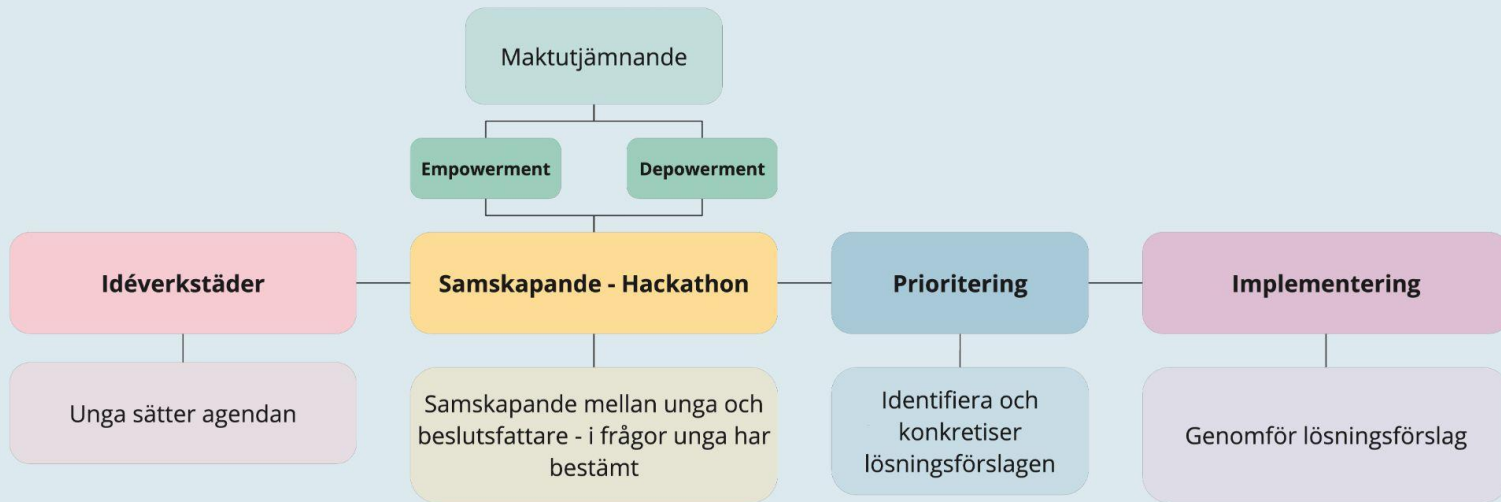 Maktutjämnande
Empowerment
Depowerment
Idéverkstäder
Samskapande - Hackathon
Prioritering
Implementering
Unga sätter agendan
Samskapande mellan unga och
beslutsfattare - i frågor unga har
bestämt
Identifiera och
konkretiser
lösningsförslagen
Genomför lösningsförslag